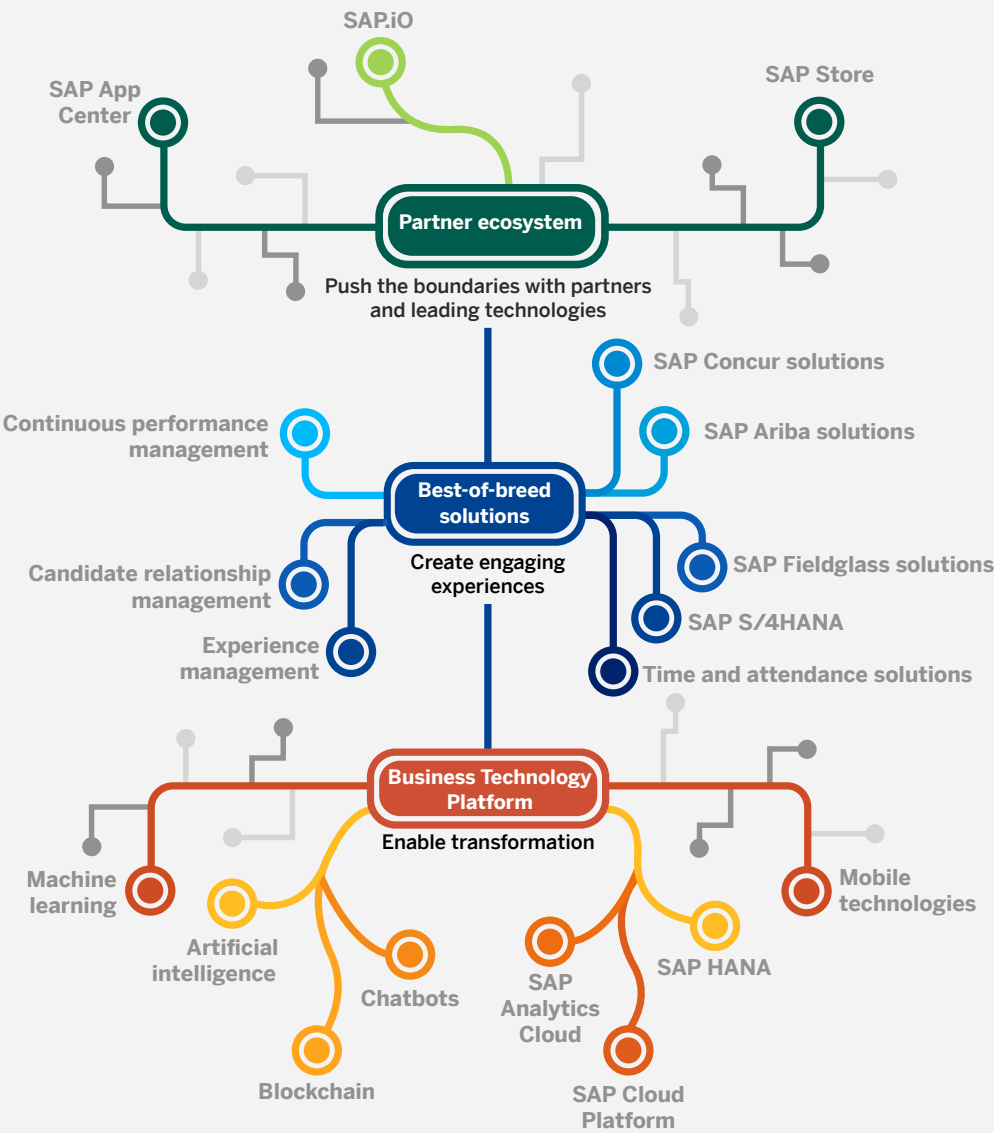 SAP.iO
SAP App
Center
SAP Store
Partner ecosystem
Push the boundaries with partners
and leading technologies
SAP Concur solutions
Continuous performance
management
SAP Ariba solutions
Best-of-breed
solutions
Create engaging
experiences
Candidate relationship
management
SAP Fieldglass solutions
Experience
management
SAP S/4HANA
Time and attendance solutions
Business Technology
Platform
Enable transformation
Machine
learning
Mobile
technologies
Artificial
intelligence
Chatbots
Blockchain
SAP
Analytics
Cloud
SAP HANA
SAP Cloud
Platform